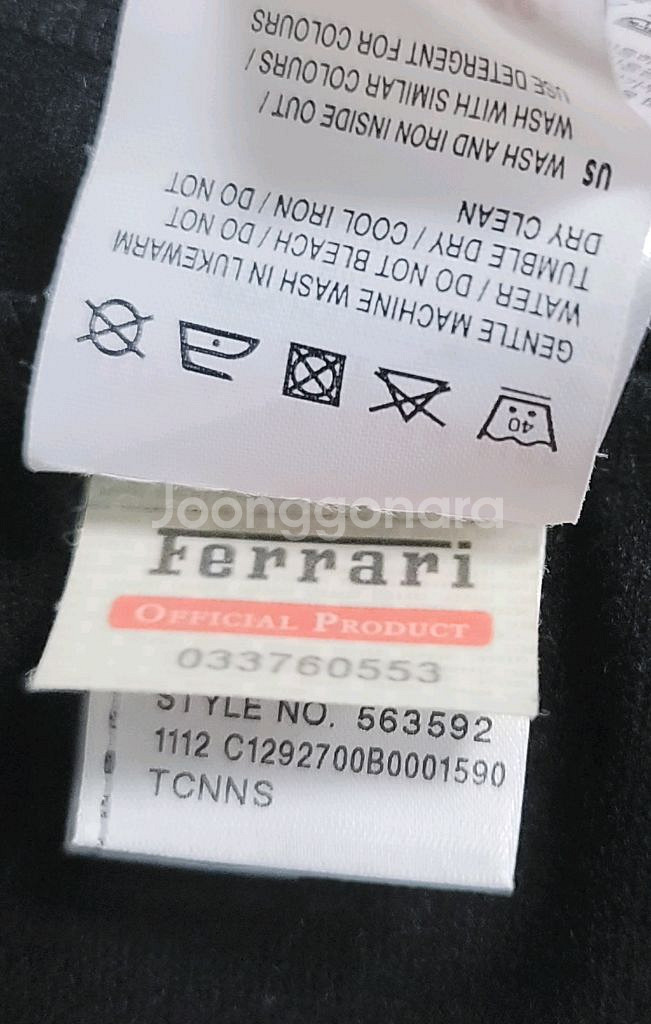 US WASH AND IRON INSIDE OUT /
WASH WITH SIMILAR COLOURS /
USE DETERGENT FOR COLOURS
GENTLE MACHINE WASH IN LUKEWARM
WATER / DO NOT BLEACH / DO NOT
TUMBLE DRY / COOL IRON / DO NOT
DRY CLEAN
40
Joonggonara
Ferrari
OFFICIAL PRODUCT
033760553
STYLE NO. 563592
1112 C1292700B0001590
TCNNS